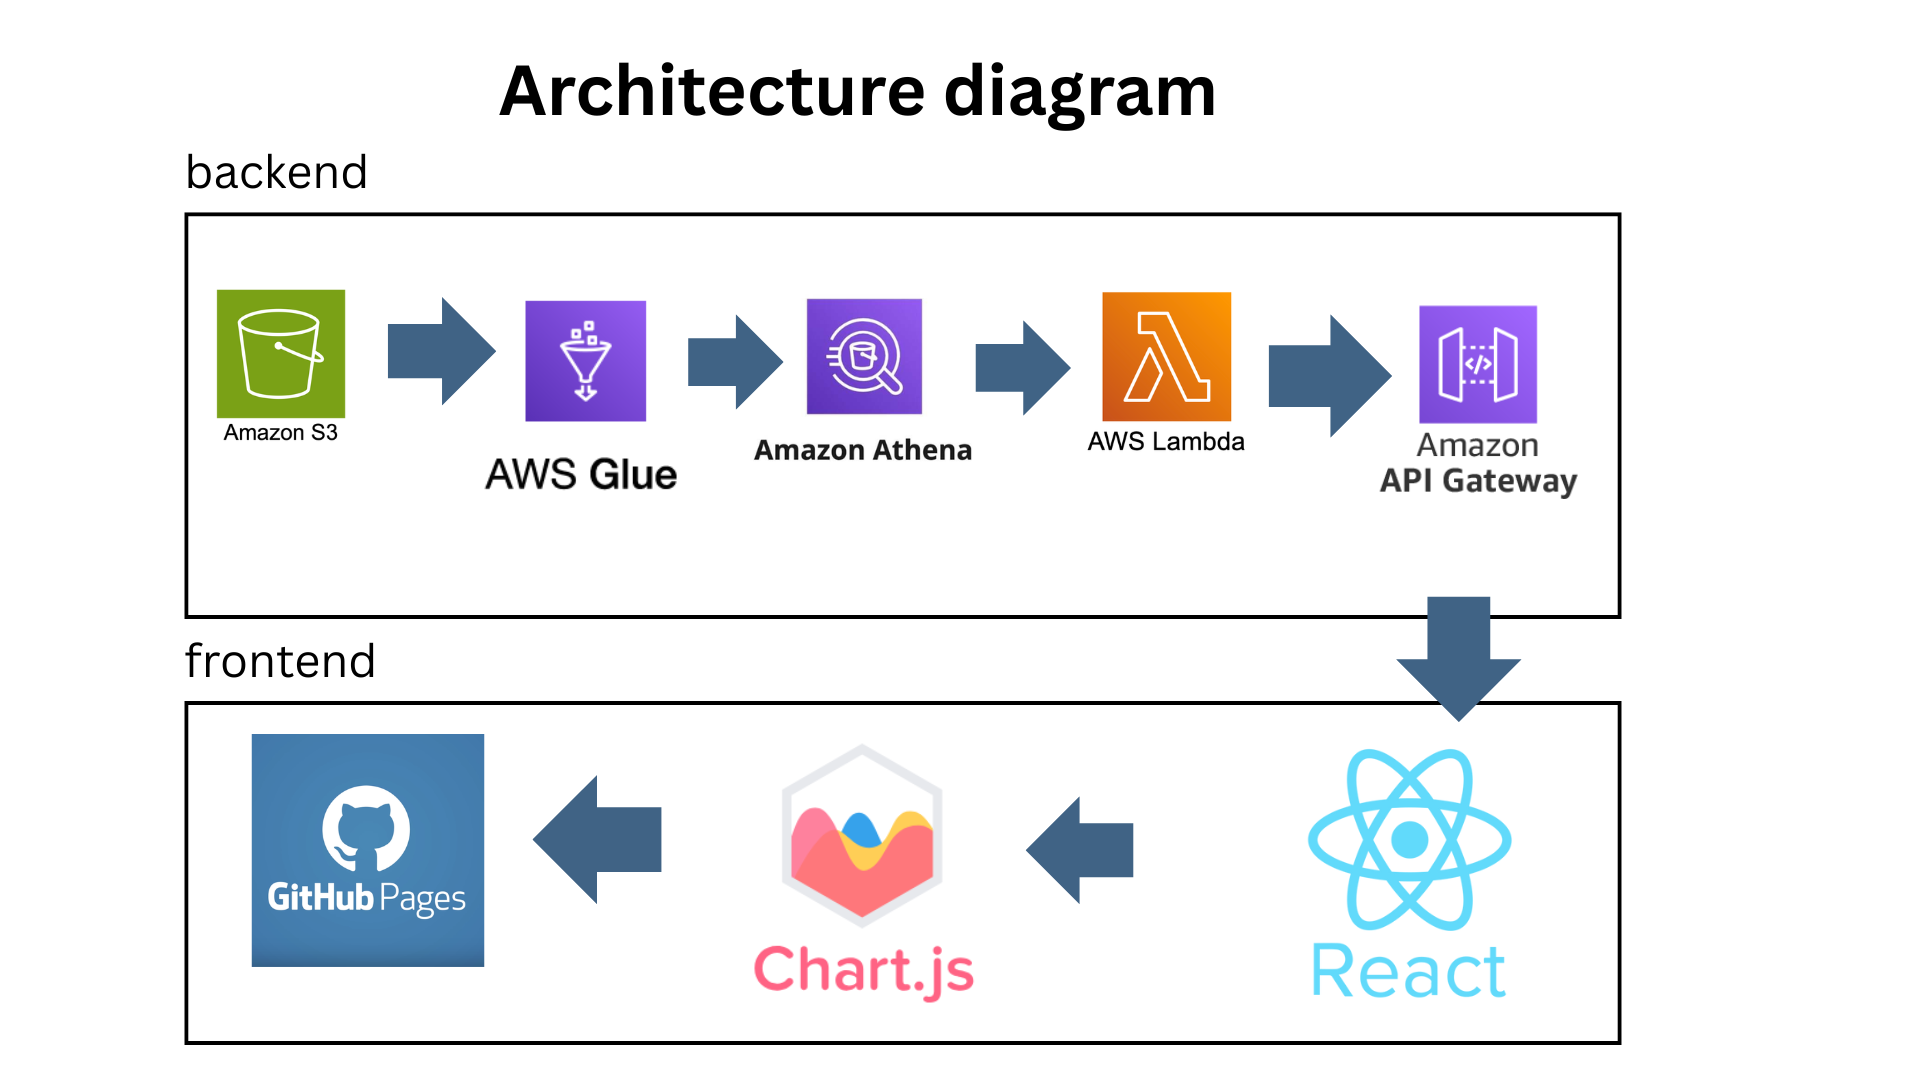 Architecture diagram
backend
Amazon S3
AWS Glue
Amazon Athena
AWS Lambda
</>
Amazon
API Gateway
frontend
GitHub Pages
Chart.js
React